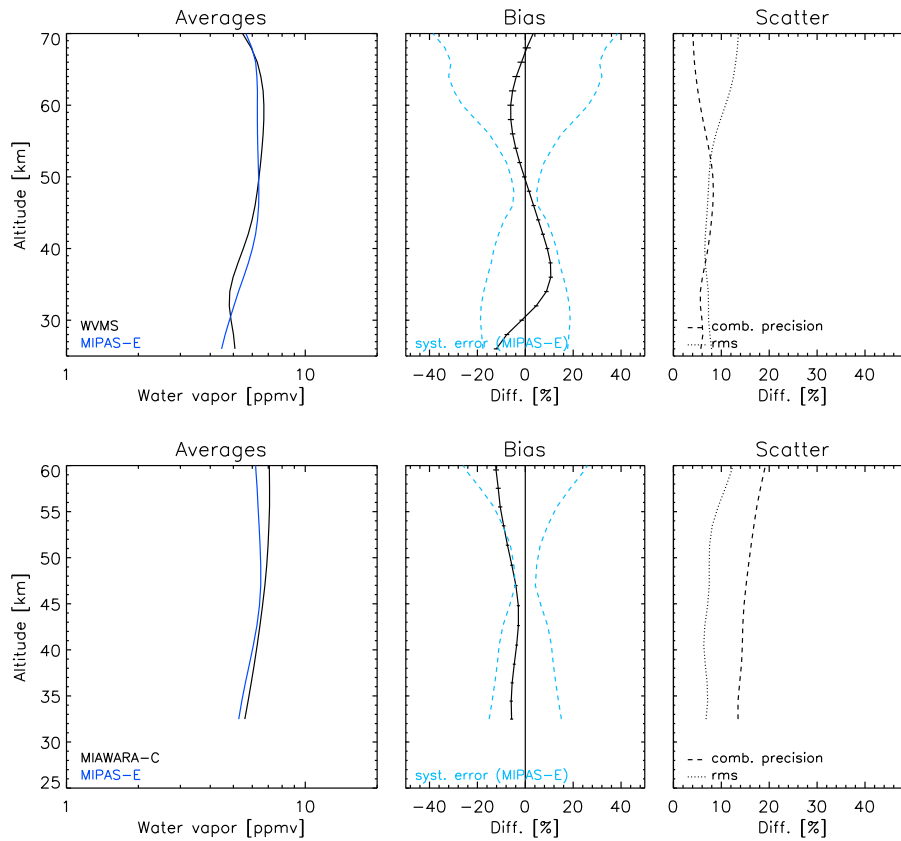 Averages
Bias
Scatter
70
60
50
40
30
Altitude [km]
WVMS
MIPAS-E
syst. error (MIPAS-E)
comb. precision
rms
1
10
-40
-20
0
20
40
0
10
20
30
40
Water vapor [ppmv]
Diff. [%]
Diff. [%]
Averages
Bias
Scatter
60
55
50
45
40
35
30
25
Altitude [km]
MIAWARA-C
MIPAS-E
syst. error (MIPAS-E)
comb. precision
rms
1
10
-40
-20
0
20
40
0
10
20
30
40
Water vapor [ppmv]
Diff. [%]
Diff. [%]